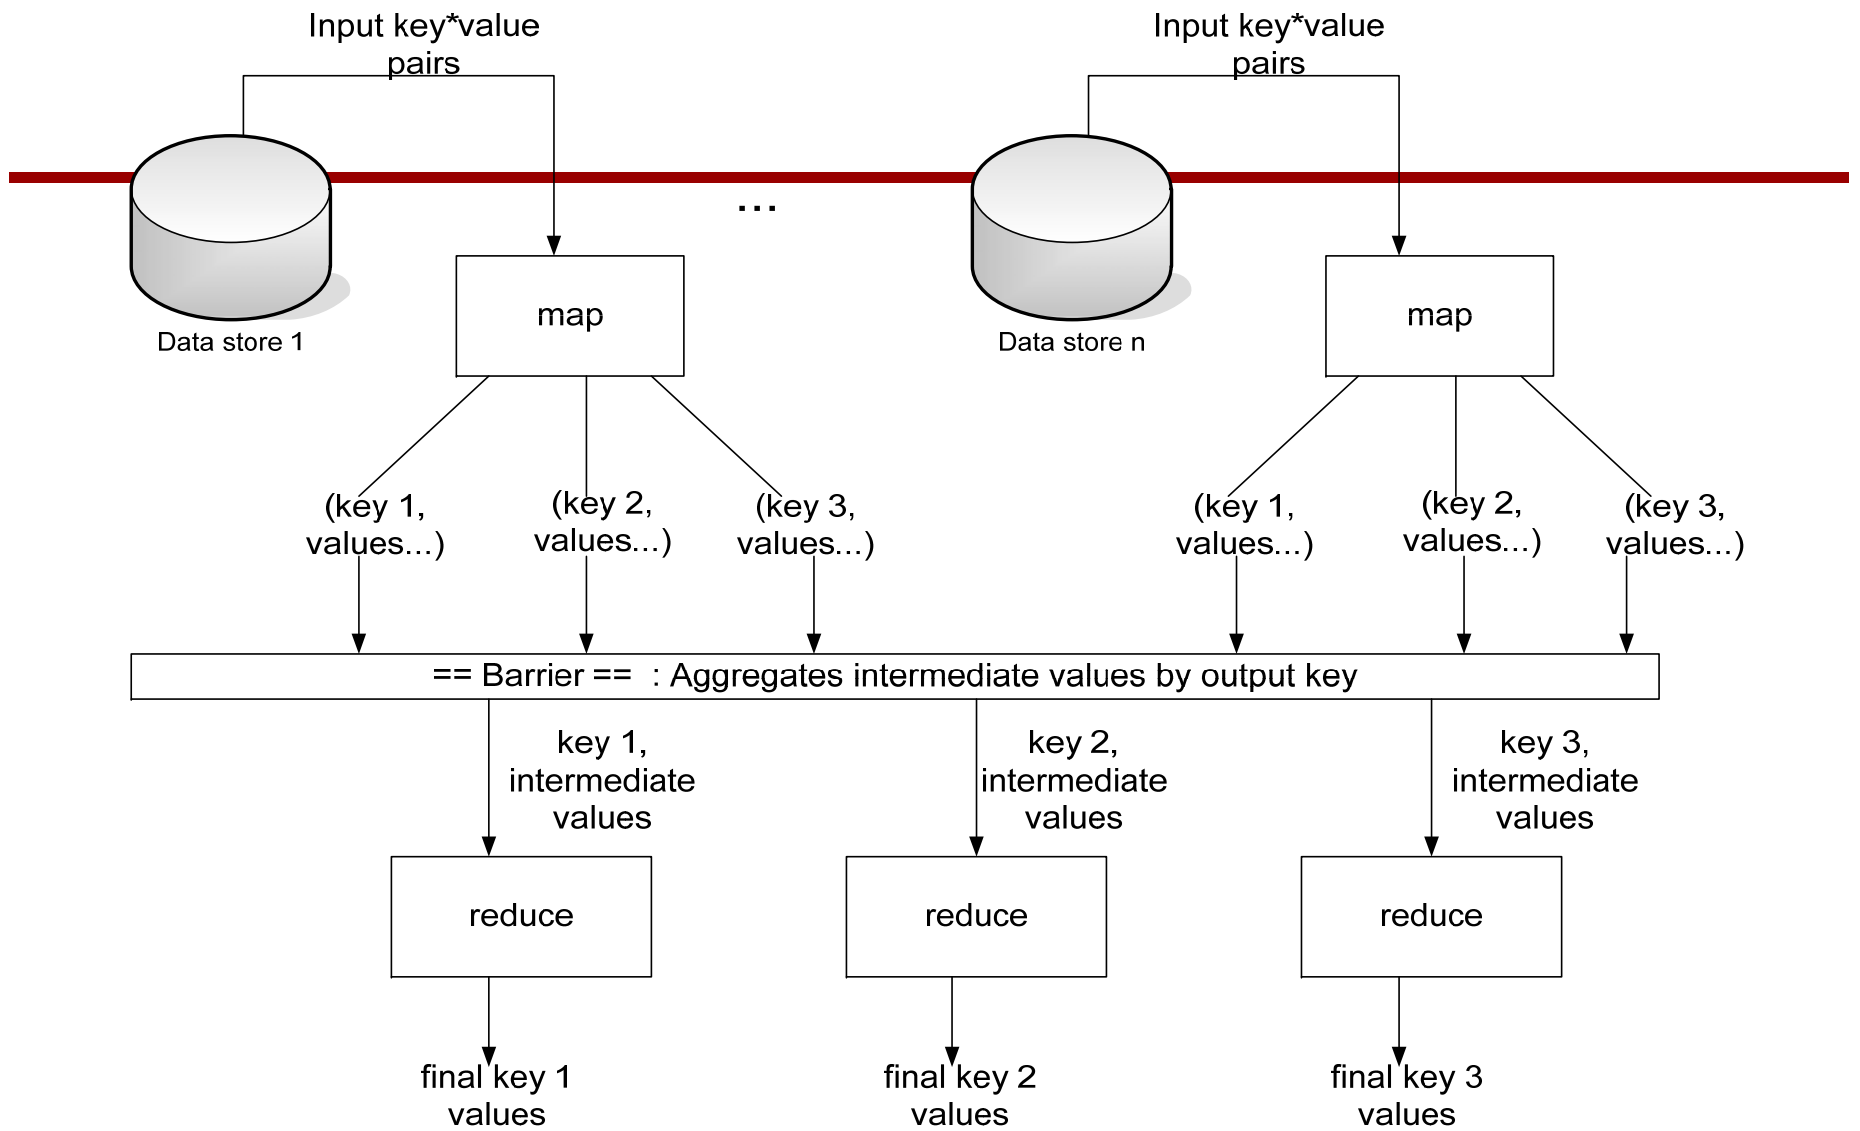 Input key*value
pairs
Input key*value
pairs
...
Data store 1
map
Data store n
map
(key 1,
values...)
(key 2,
values...)
(key 3,
values...)
(key 1,
values...)
(key 2,
values...)
(key 3,
values...)
== Barrier == : Aggregates intermediate values by output key
key 1,
intermediate
values
key 2,
intermediate
values
key 3,
intermediate
values
reduce
reduce
reduce
final key 1
values
final key 2
values
final key 3
values